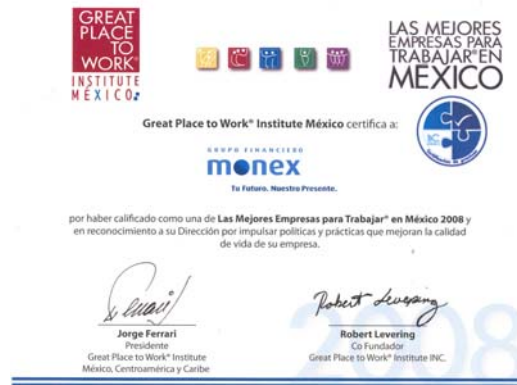 GREAT
PLACE
TO
WORK®
INSTITUTE
MÉXICO
LAS MEJORES
EMPRESAS PARA
TRABAJAR® EN
MÉXICO
Great Place to Work® Institute México certifica a:
GRUPO FINANCIERO
monex
Tu Futuro. Nuestro Presente.
por haber calificado como una de Las Mejores Empresas para Trabajar® en México 2008 y
en reconocimiento a su Dirección por impulsar políticas y prácticas que mejoran la calidad
de vida de su empresa.
Robert Levering
Jorge Ferrari
Presidente
Great Place to Work® Institute
México, Centroamérica y Caribe
Robert Levering
Co Fundador
Great Place to Work® Institute INC.
2008